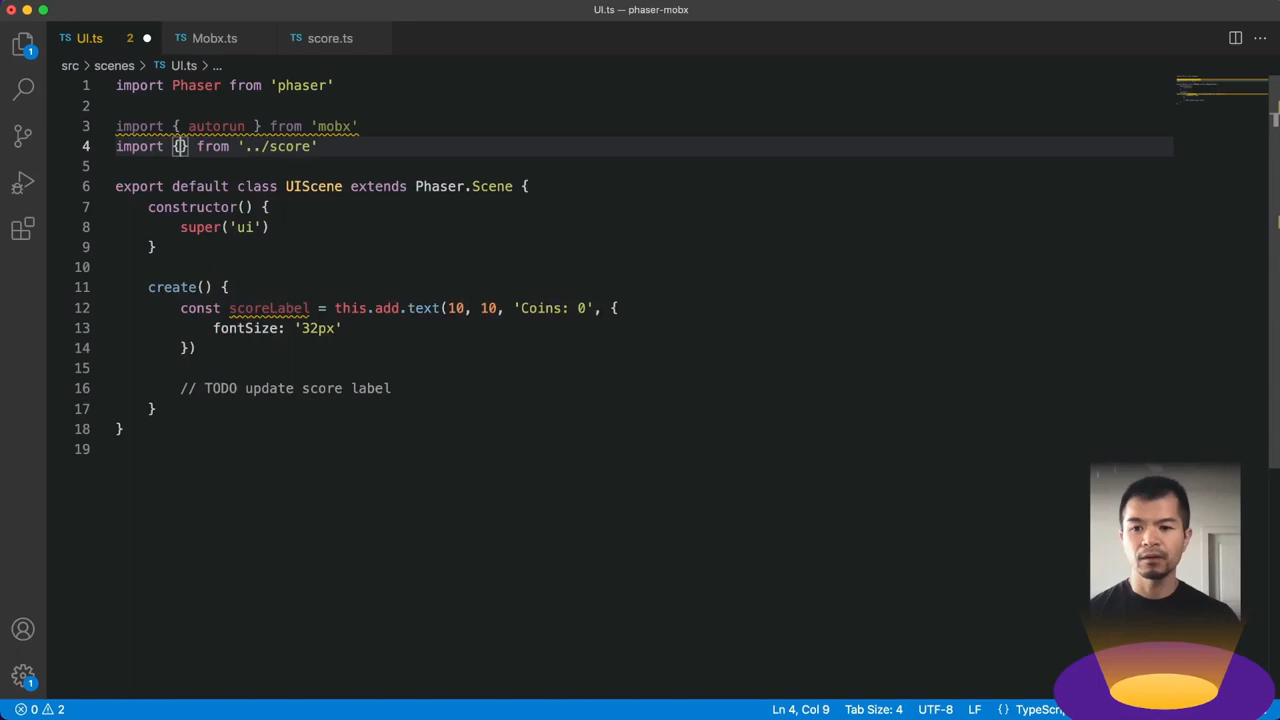 UI.ts — phaser-mobx
TS UI.ts 2
TS Mobx.ts
TS score.ts
src > scenes > TS UI.ts > ...
1 import Phaser from 'phaser'
2
3 import { autorun } from 'mobx'
4 import {} from '../score'
5
6 export default class UIScene extends Phaser.Scene {
7 constructor() {
8 super('ui')
9 }
10
11 create() {
12 const scoreLabel = this.add.text(10, 10, 'Coins: 0', {
13 fontSize: '32px'
14 })
15
16 // TODO update score label
17 }
18 }
19
1
1
0 2
Ln 4, Col 9 Tab Size: 4 UTF-8 LF {} TypeScri